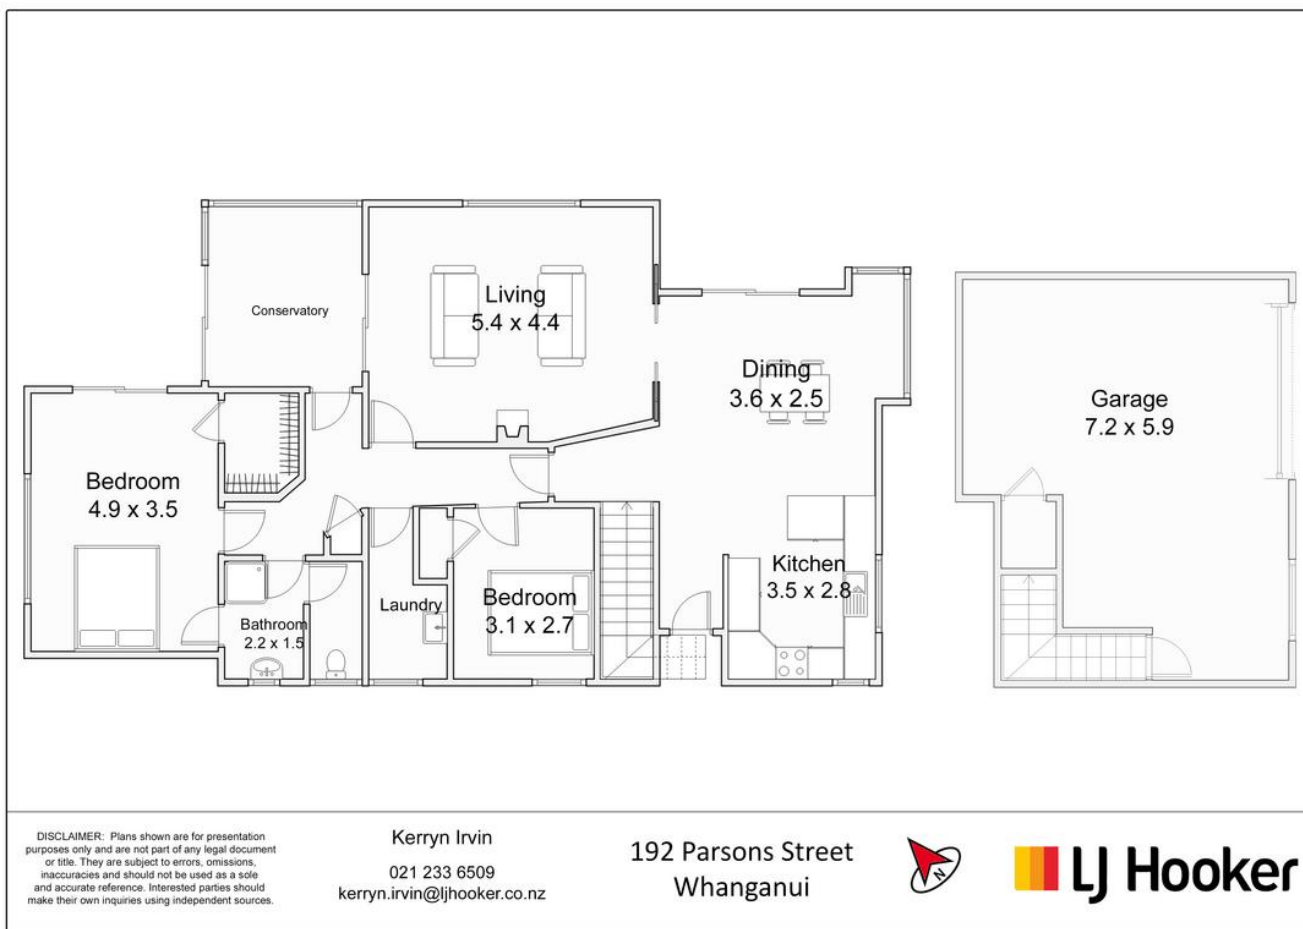 Conservatory
Living
5.4 x 4.4
Dining
3.6 x 2.5
Garage
7.2 x 5.9
Bedroom
4.9 x 3.5
Kitchen
3.5 x 2.8
Laundry
Bedroom
3.1 x 2.7
Bathroom
2.2 x 1.5
DISCLAIMER: Plans shown are for presentation
purposes only and are not part of any legal document
or title. They are subject to errors, omissions,
inaccuracies and should not be used as a sole
and accurate reference. Interested parties should
make their own inquiries using independent sources.
Kerryn Irvin
021 233 6509
kerryn.irvin@ljhooker.co.nz
192 Parsons Street
Whanganui
N
LJ Hooker